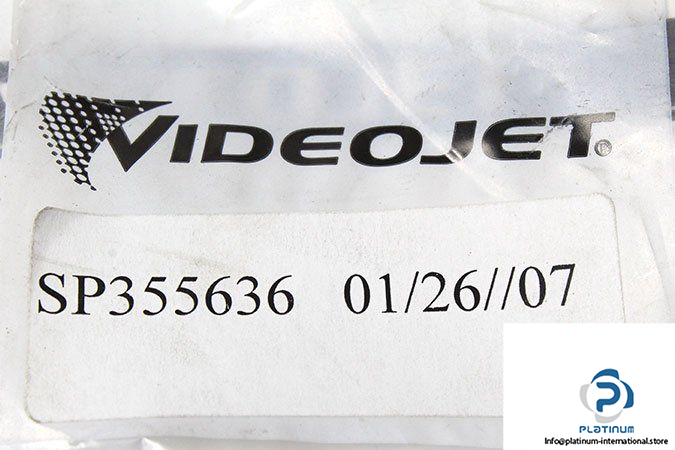 VIDEOJET®
SP355636 01/26//07
PLATINUM
Info@platinum-international.store